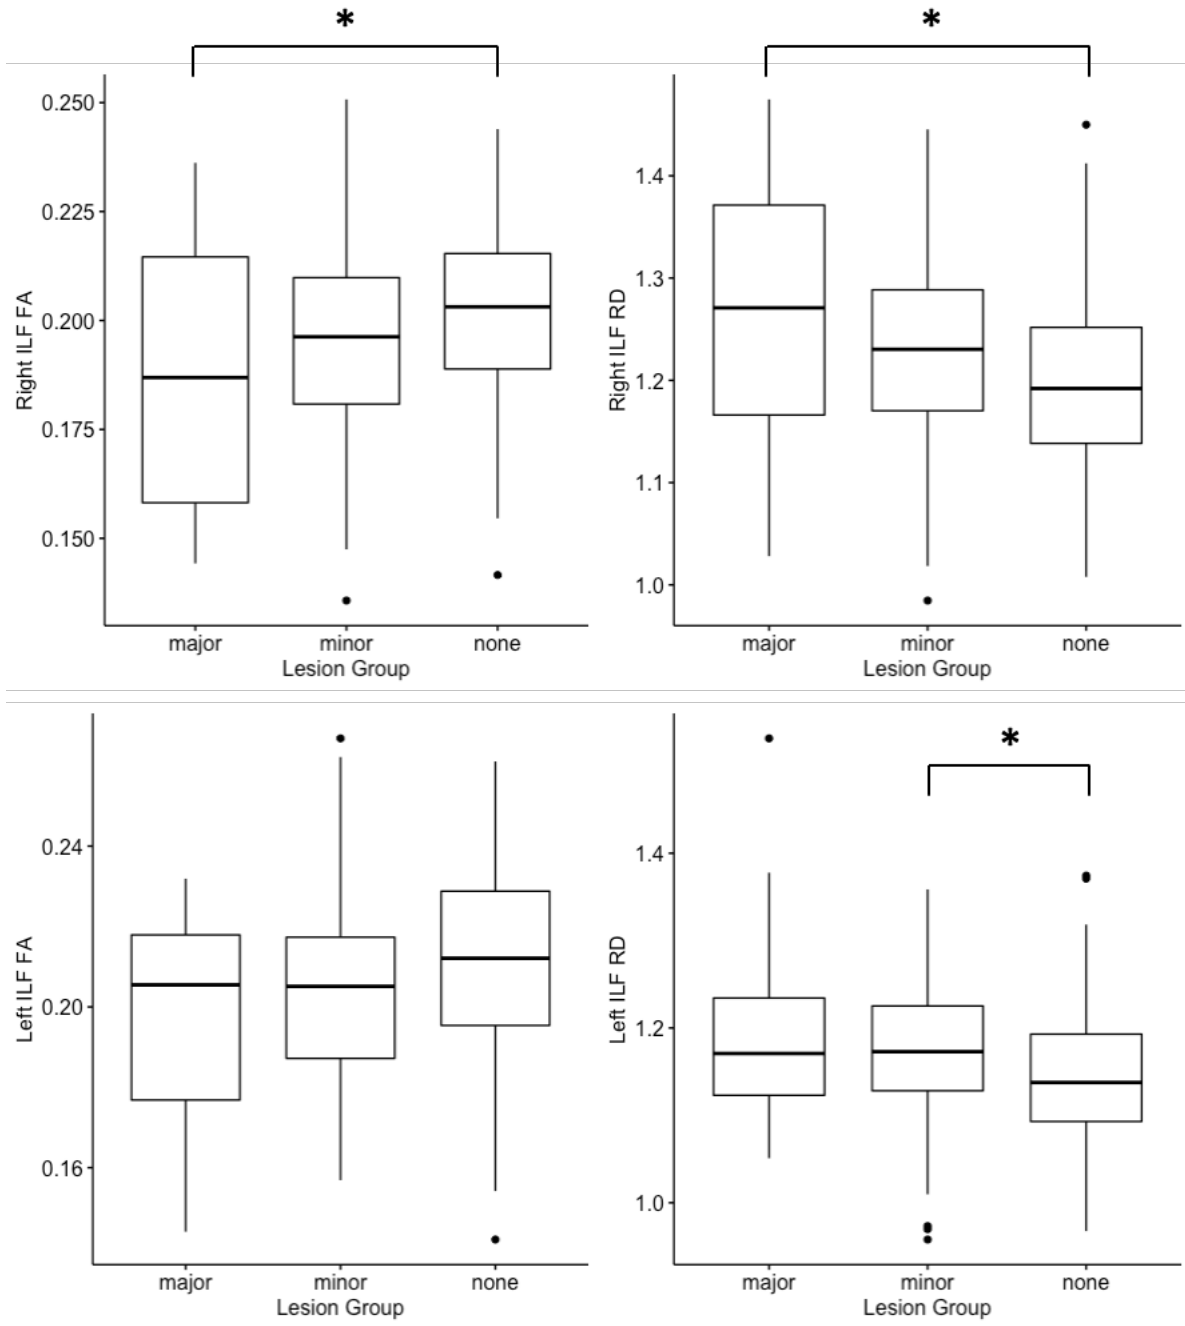 *
*
0.250
0.225
0.200
0.175
0.150
Right ILF FA
major minor none
Lesion Group
1.4
1.3
1.2
1.1
1.0
Right ILF RD
major minor none
Lesion Group
0.24
0.20
0.16
Left ILF FA
major minor none
Lesion Group
*
1.4
1.2
1.0
Left ILF RD
major minor none
Lesion Group